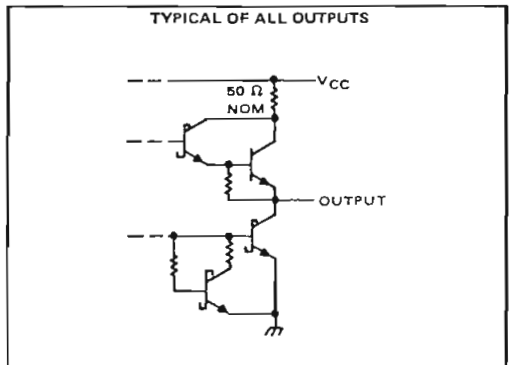 TYPICAL OF ALL OUTPUTS
VCC
50 Ω
NOM
OUTPUT